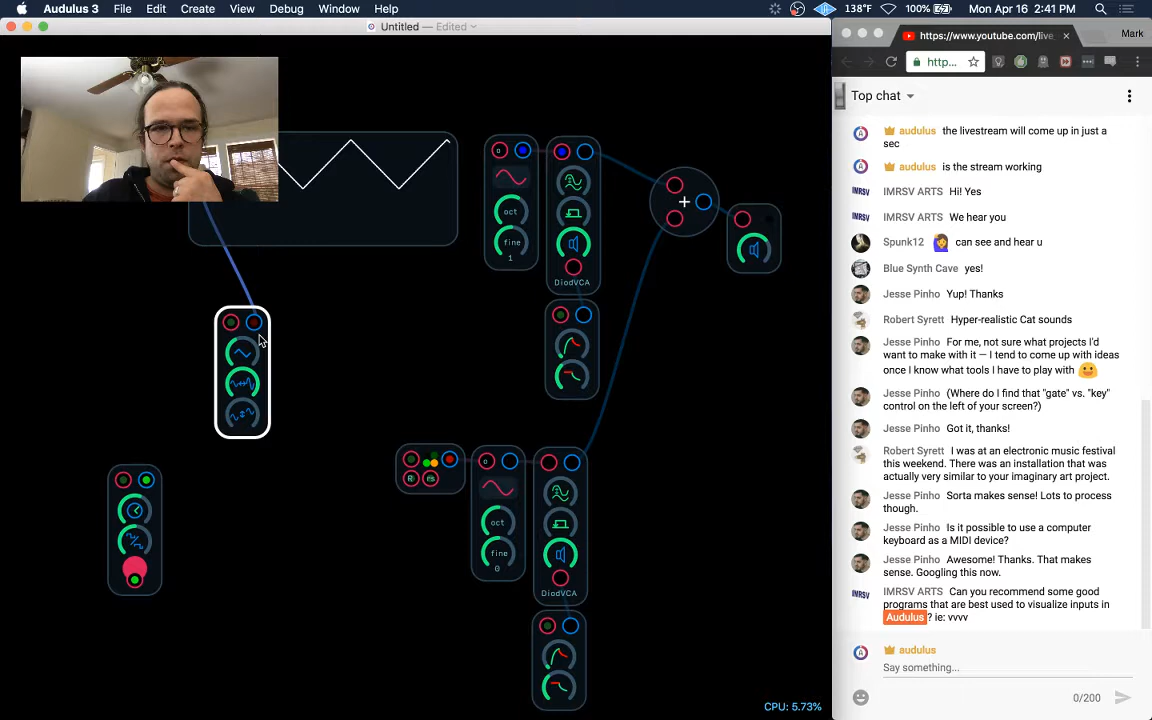 Audulus 3 File Edit Create View Debug Window Help
138°F 100% Mon Apr 16 2:41 PM
Untitled — Edited
https://www.youtube.com/live_
Mark
http...
Top chat
audulus the livestream will come up in just a
sec
audulus is the stream working
IMRSV ARTS Hi! Yes
IMRSV ARTS We hear you
Spunk12 can see and hear u
Blue Synth Cave yes!
Jesse Pinho Yup! Thanks
Robert Syrett Hyper-realistic Cat sounds
Jesse Pinho For me, not sure what projects I'd
want to make with it — I tend to come up with ideas
once I know what tools I have to play with
Jesse Pinho (Where do I find that "gate" vs. "key"
control on the left of your screen?)
Jesse Pinho Got it, thanks!
Robert Syrett I was at an electronic music festival
this weekend. There was an installation that was
actually very similar to your imaginary art project.
Jesse Pinho Sorta makes sense! Lots to process
though.
Jesse Pinho Is it possible to use a computer
keyboard as a MIDI device?
Jesse Pinho Awesome! Thanks. That makes
sense. Googling this now.
IMRSV ARTS Can you recommend some good
programs that are best used to visualize inputs in
Audulus ? ie: vvvv
audulus
Say something...
0/200
o
oct
fine
1
DiodVCA
+
o
oct
fine
0
DiodVCA
CPU: 5.73%